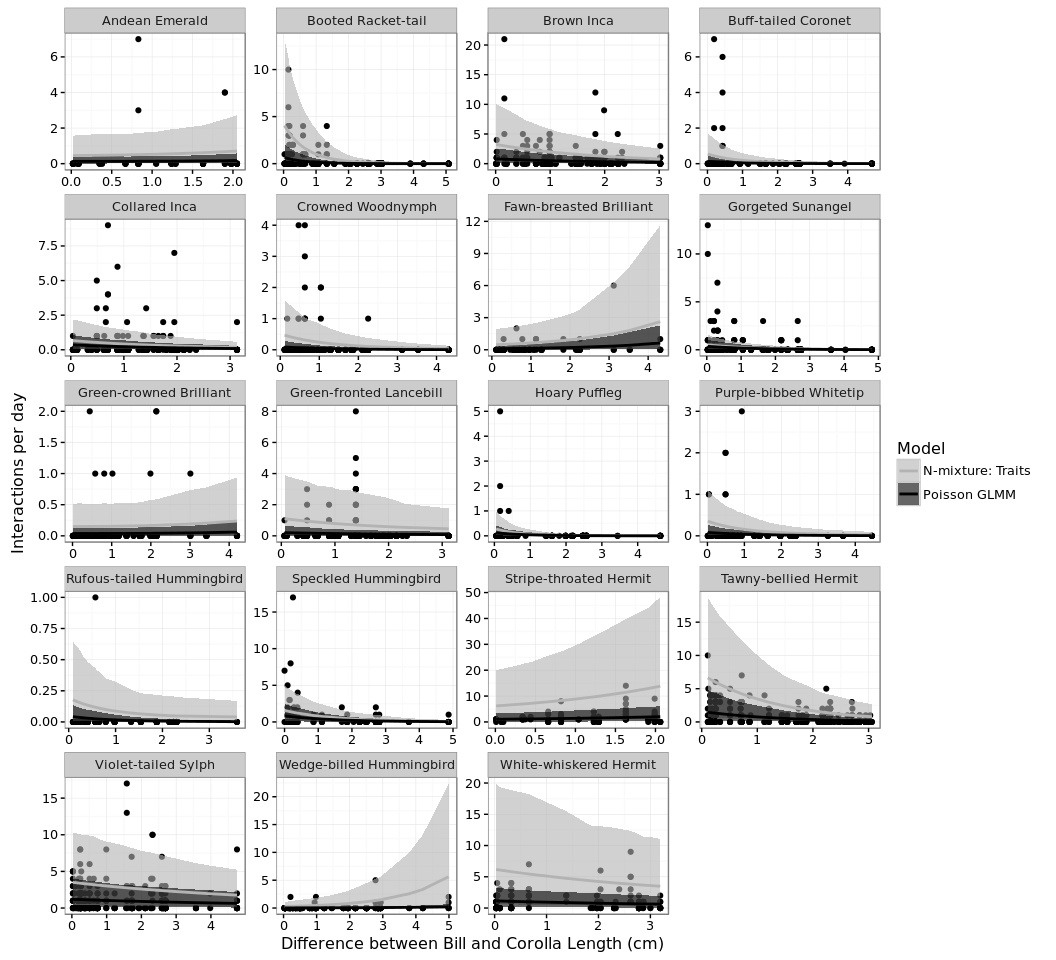 Andean Emerald
Booted Racket-tail
Brown Inca
Buff-tailed Coronet
6
4
2
0
10
5
0
20
15
10
5
0
6
4
2
0
0.0 0.5 1.0 1.5 2.0
0 1 2 3 4 5
0 1 2 3
0 1 2 3 4
Collared Inca
Crowned Woodnymph
Fawn-breasted Brilliant
Gorgeted Sunangel
7.5
5.0
2.5
0.0
4
3
2
1
0
12
9
6
3
0
10
5
0
0 1 2 3
0 1 2 3 4
0 1 2 3 4
0 1 2 3 4 5
Green-crowned Brilliant
Green-fronted Lancebill
Hoary Puffleg
Purple-bibbed Whitetip
2.0
1.5
1.0
0.5
0.0
8
6
4
2
0
5
4
3
2
1
0
3
2
1
0
0 1 2 3 4
0 1 2 3
0 1 2 3 4
0 1 2 3 4
Rufous-tailed Hummingbird
Speckled Hummingbird
Stripe-throated Hermit
Tawny-bellied Hermit
1.00
0.75
0.50
0.25
0.00
15
10
5
0
50
40
30
20
10
0
15
10
5
0
0 1 2 3
0 1 2 3 4 5
0.0 0.5 1.0 1.5 2.0
0 1 2 3
Violet-tailed Sylph
Wedge-billed Hummingbird
White-whiskered Hermit
15
10
5
0
20
15
10
5
0
20
15
10
5
0
0 1 2 3 4
0 1 2 3 4 5
0 1 2 3
Interactions per day
Difference between Bill and Corolla Length (cm)
Model
N-mixture: Traits
Poisson GLMM